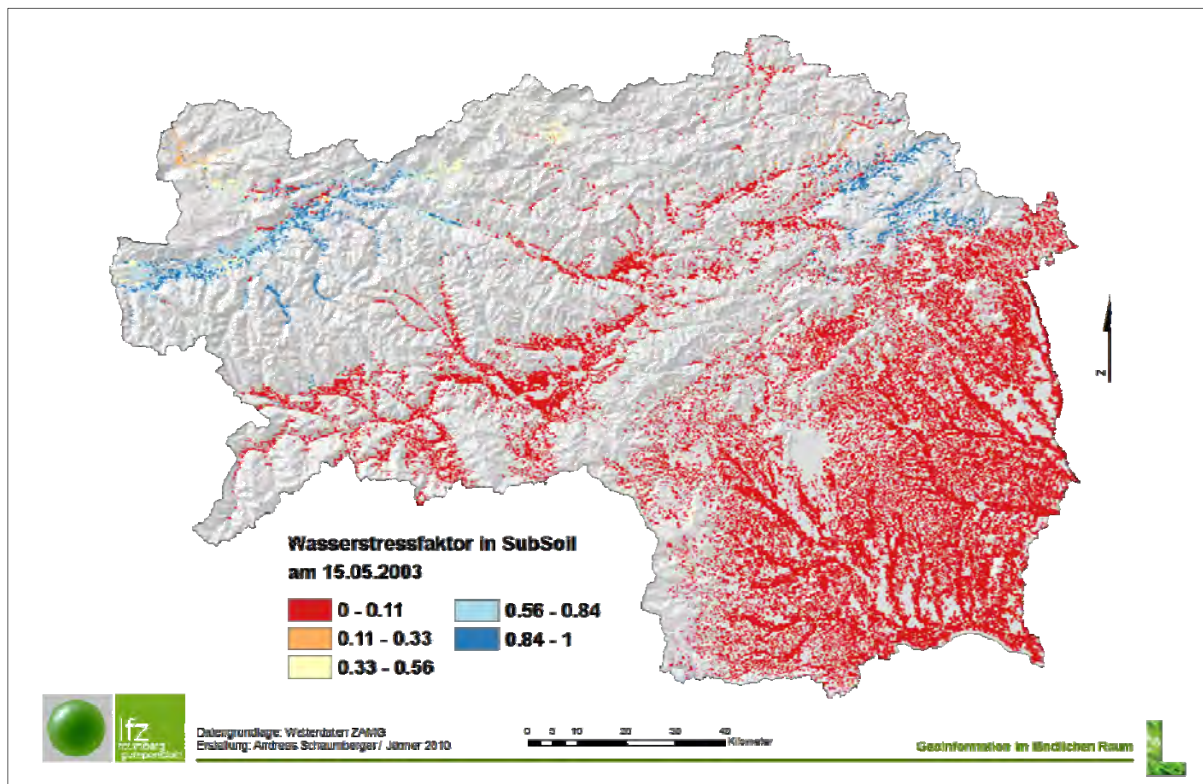 Wasserstressfaktor in SubSoil
am 15.05.2003
0 - 0.11
0.11 - 0.33
0.33 - 0.56
0.56 - 0.84
0.84 - 1
N
lfz
raumberg
gumpenstein
Datengrundlage: Wetterdaten ZAMG
Erstellung: Andreas Schaumberger / Jänner 2010
0 5 10 20 30 40
Kilometer
Geoinformation im ländlichen Raum